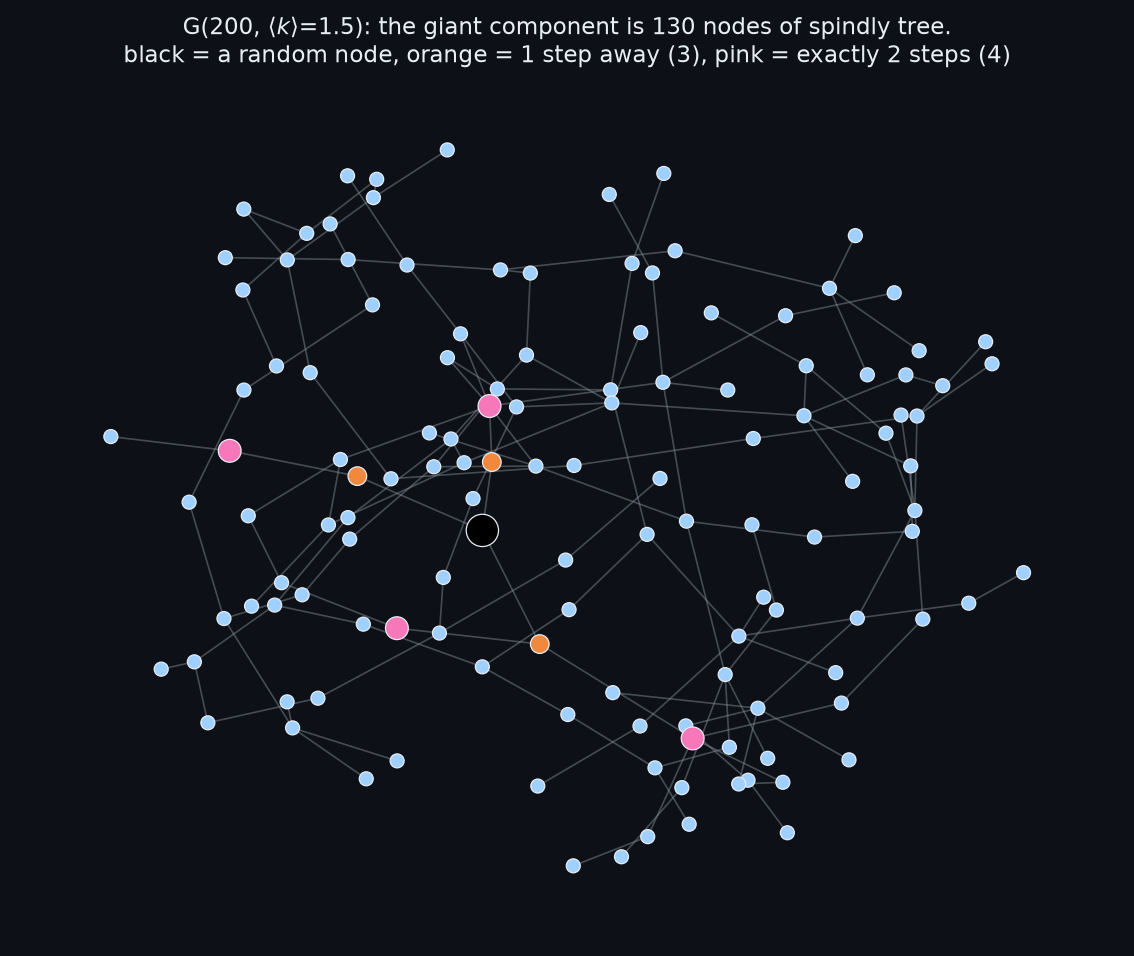 G(200, ⟨k⟩=1.5): the giant component is 130 nodes of spindly tree.
black = a random node, orange = 1 step away (3), pink = exactly 2 steps (4)